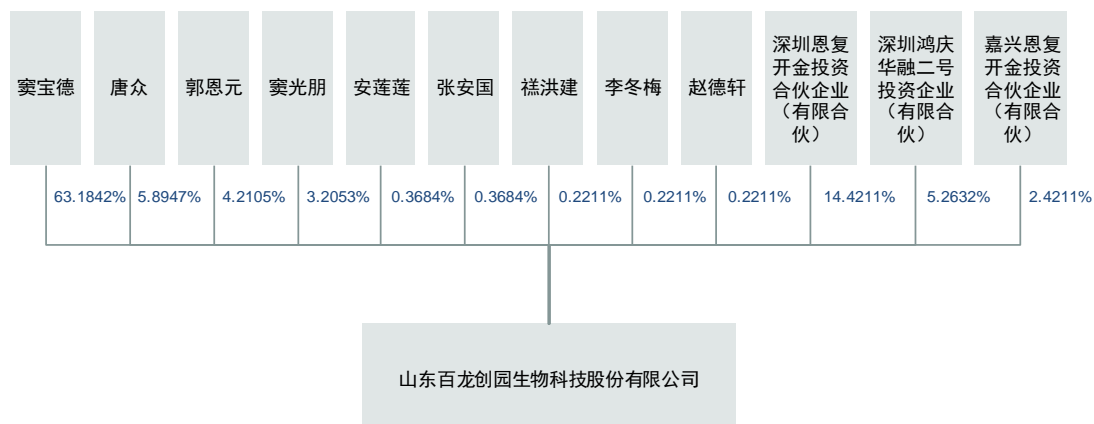 窦宝德
唐众
郭恩元
窦光朋
安莲莲
张安国
禚洪建
李冬梅
赵德轩
深圳恩复
开金投资
合伙企业
（有限合
伙）
深圳鸿庆
华融二号
投资企业
（有限合
伙）
嘉兴恩复
开金投资
合伙企业
（有限合
伙）
63.1842%
5.8947%
4.2105%
3.2053%
0.3684%
0.3684%
0.2211%
0.2211%
0.2211%
14.4211%
5.2632%
2.4211%
山东百龙创园生物科技股份有限公司